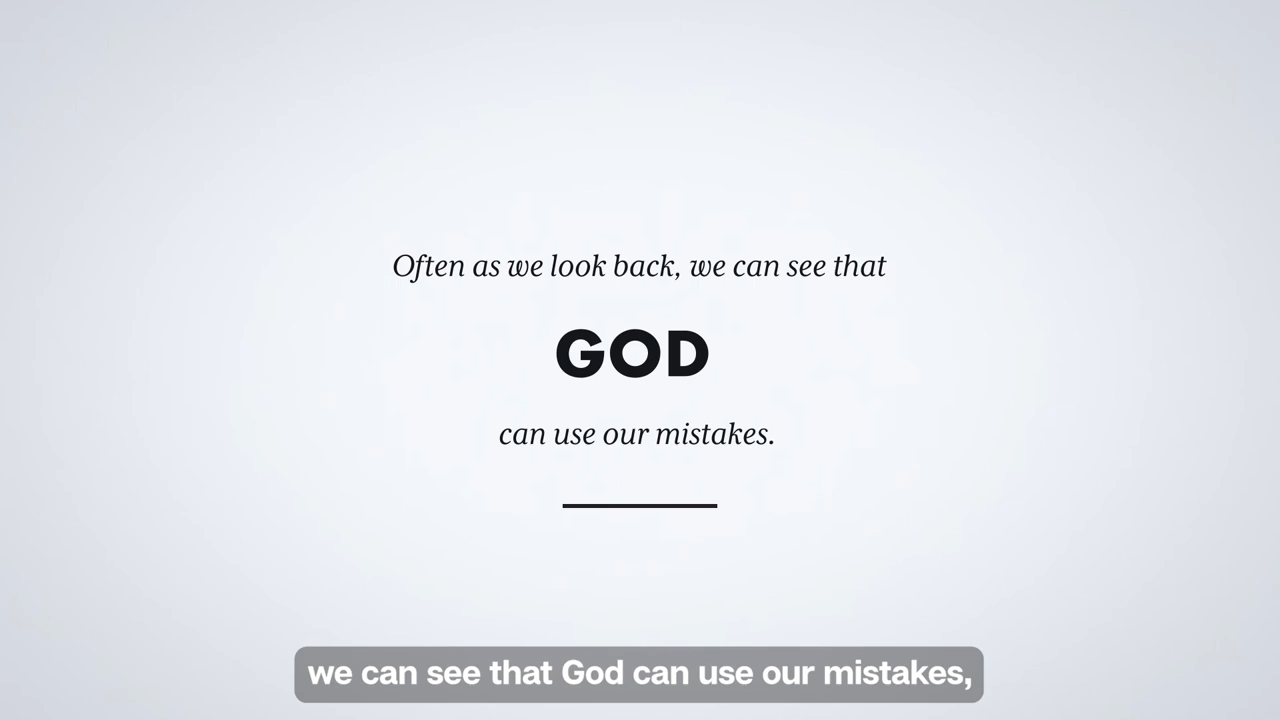 Often as we look back, we can see that
GOD
can use our mistakes.
we can see that God can use our mistakes,